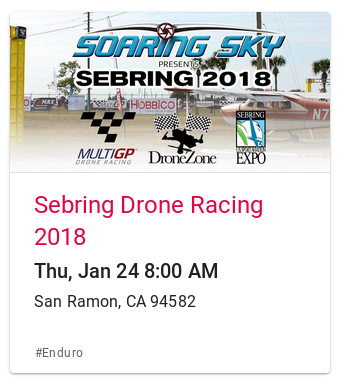 SOARING SKY
PRESENTS
SEBRING 2018
HOBBICO
MULTIGP
DRONE RACING
DroneZone
SEBRING
EXPO
Sebring Drone Racing
2018
Thu, Jan 24 8:00 AM
San Ramon, CA 94582
#Enduro